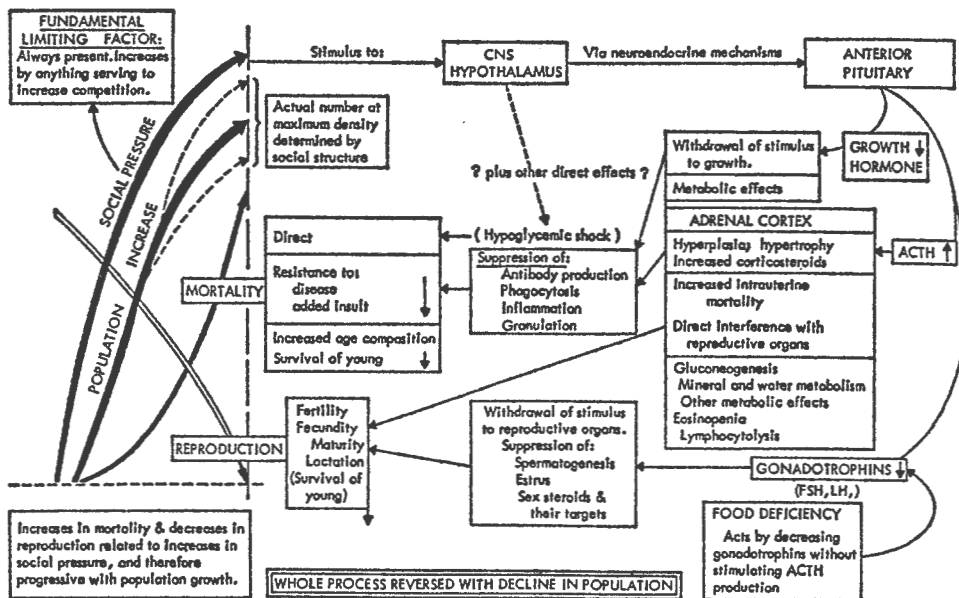 FUNDAMENTAL
LIMITING FACTOR:
Always present. Increases
by anything serving to
increase competition.
Stimulus to:
CNS
HYPOTHALAMUS
Via neuroendocrine mechanisms
ANTERIOR
PITUITARY
Actual number at
maximum density
determined by
social structure
SOCIAL PRESSURE
POPULATION INCREASE
? plus other direct effects ?
Withdrawal of stimulus
to growth.
Metabolic effects
GROWTH
HORMONE
ADRENAL CORTEX
Hyperplasia; hypertrophy
Increased corticosteroids
Increased intrauterine
mortality
Direct interference with
reproductive organs
Gluconeogenesis
Mineral and water metabolism
Other metabolic effects
Eosinopenia
Lymphocytolysis
ACTH
(Hypoglycemic shock)
Suppression of:
Antibody production
Phagocytosis
Inflammation
Granulation
MORTALITY
Direct
Resistance to:
disease
added insult
Increased age composition
Survival of young
REPRODUCTION
Fertility
Fecundity
Maturity
Lactation
(Survival of
young)
Withdrawal of stimulus
to reproductive organs.
Suppression of:
Spermatogenesis
Estrus
Sex steroids &
their targets
GONADOTROPHINS
(FSH, LH,)
FOOD DEFICIENCY
Acts by decreasing
gonadotrophins without
stimulating ACTH
production
Increases in mortality & decreases in
reproduction related to increases in
social pressure, and therefore
progressive with population growth.
WHOLE PROCESS REVERSED WITH DECLINE IN POPULATION